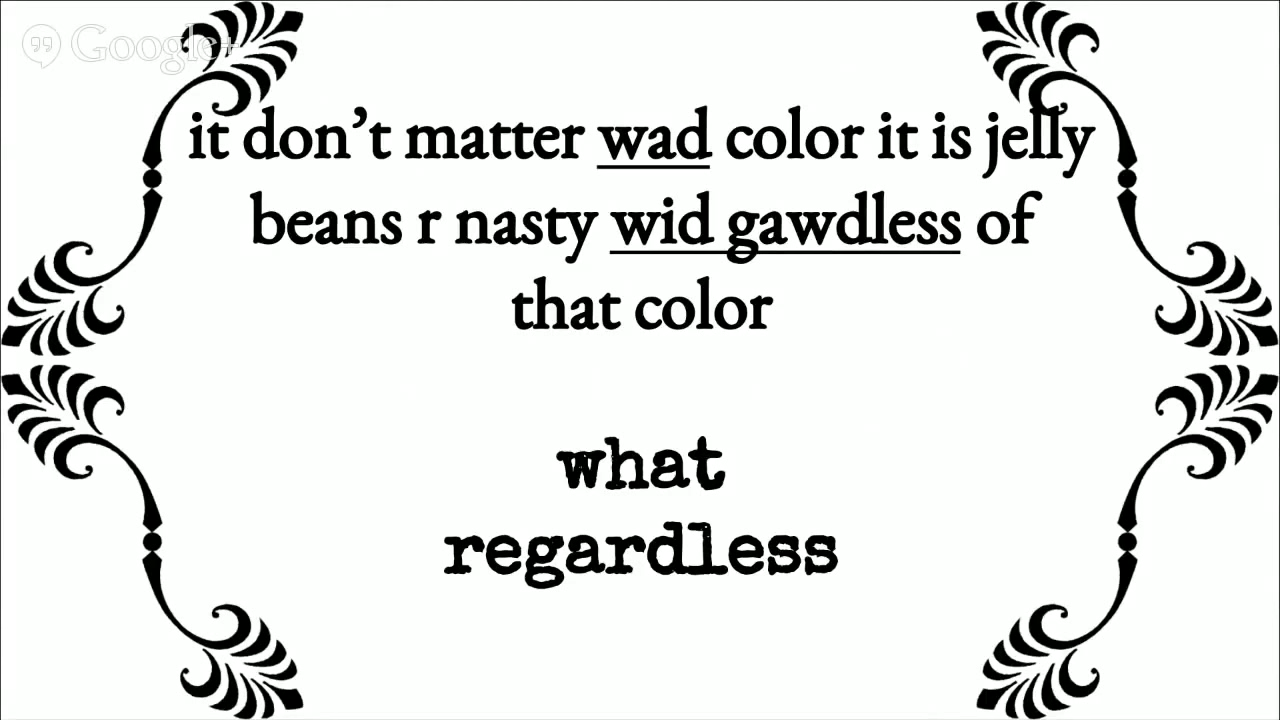 Google+
it don’t matter wad color it is jelly
beans r nasty wid gawdless of
that color
what
regardless